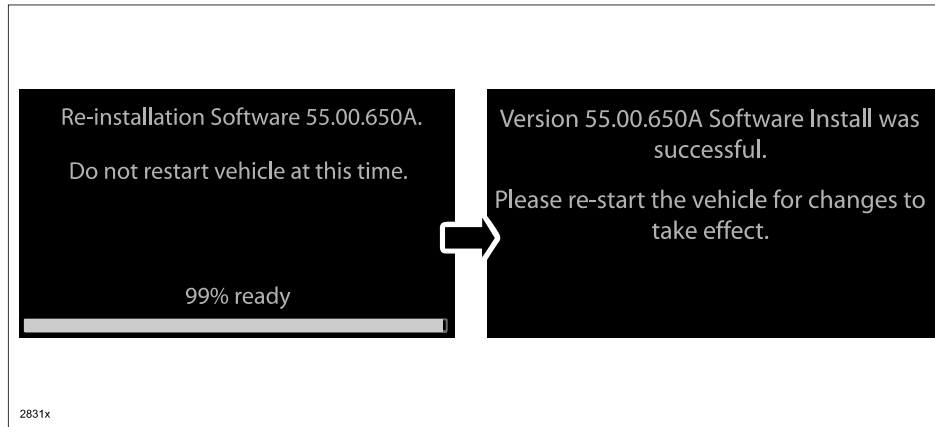 Re-installation Software 55.00.650A.
Do not restart vehicle at this time.
99% ready
Version 55.00.650A Software Install was
successful.
Please re-start the vehicle for changes to
take effect.
2831x